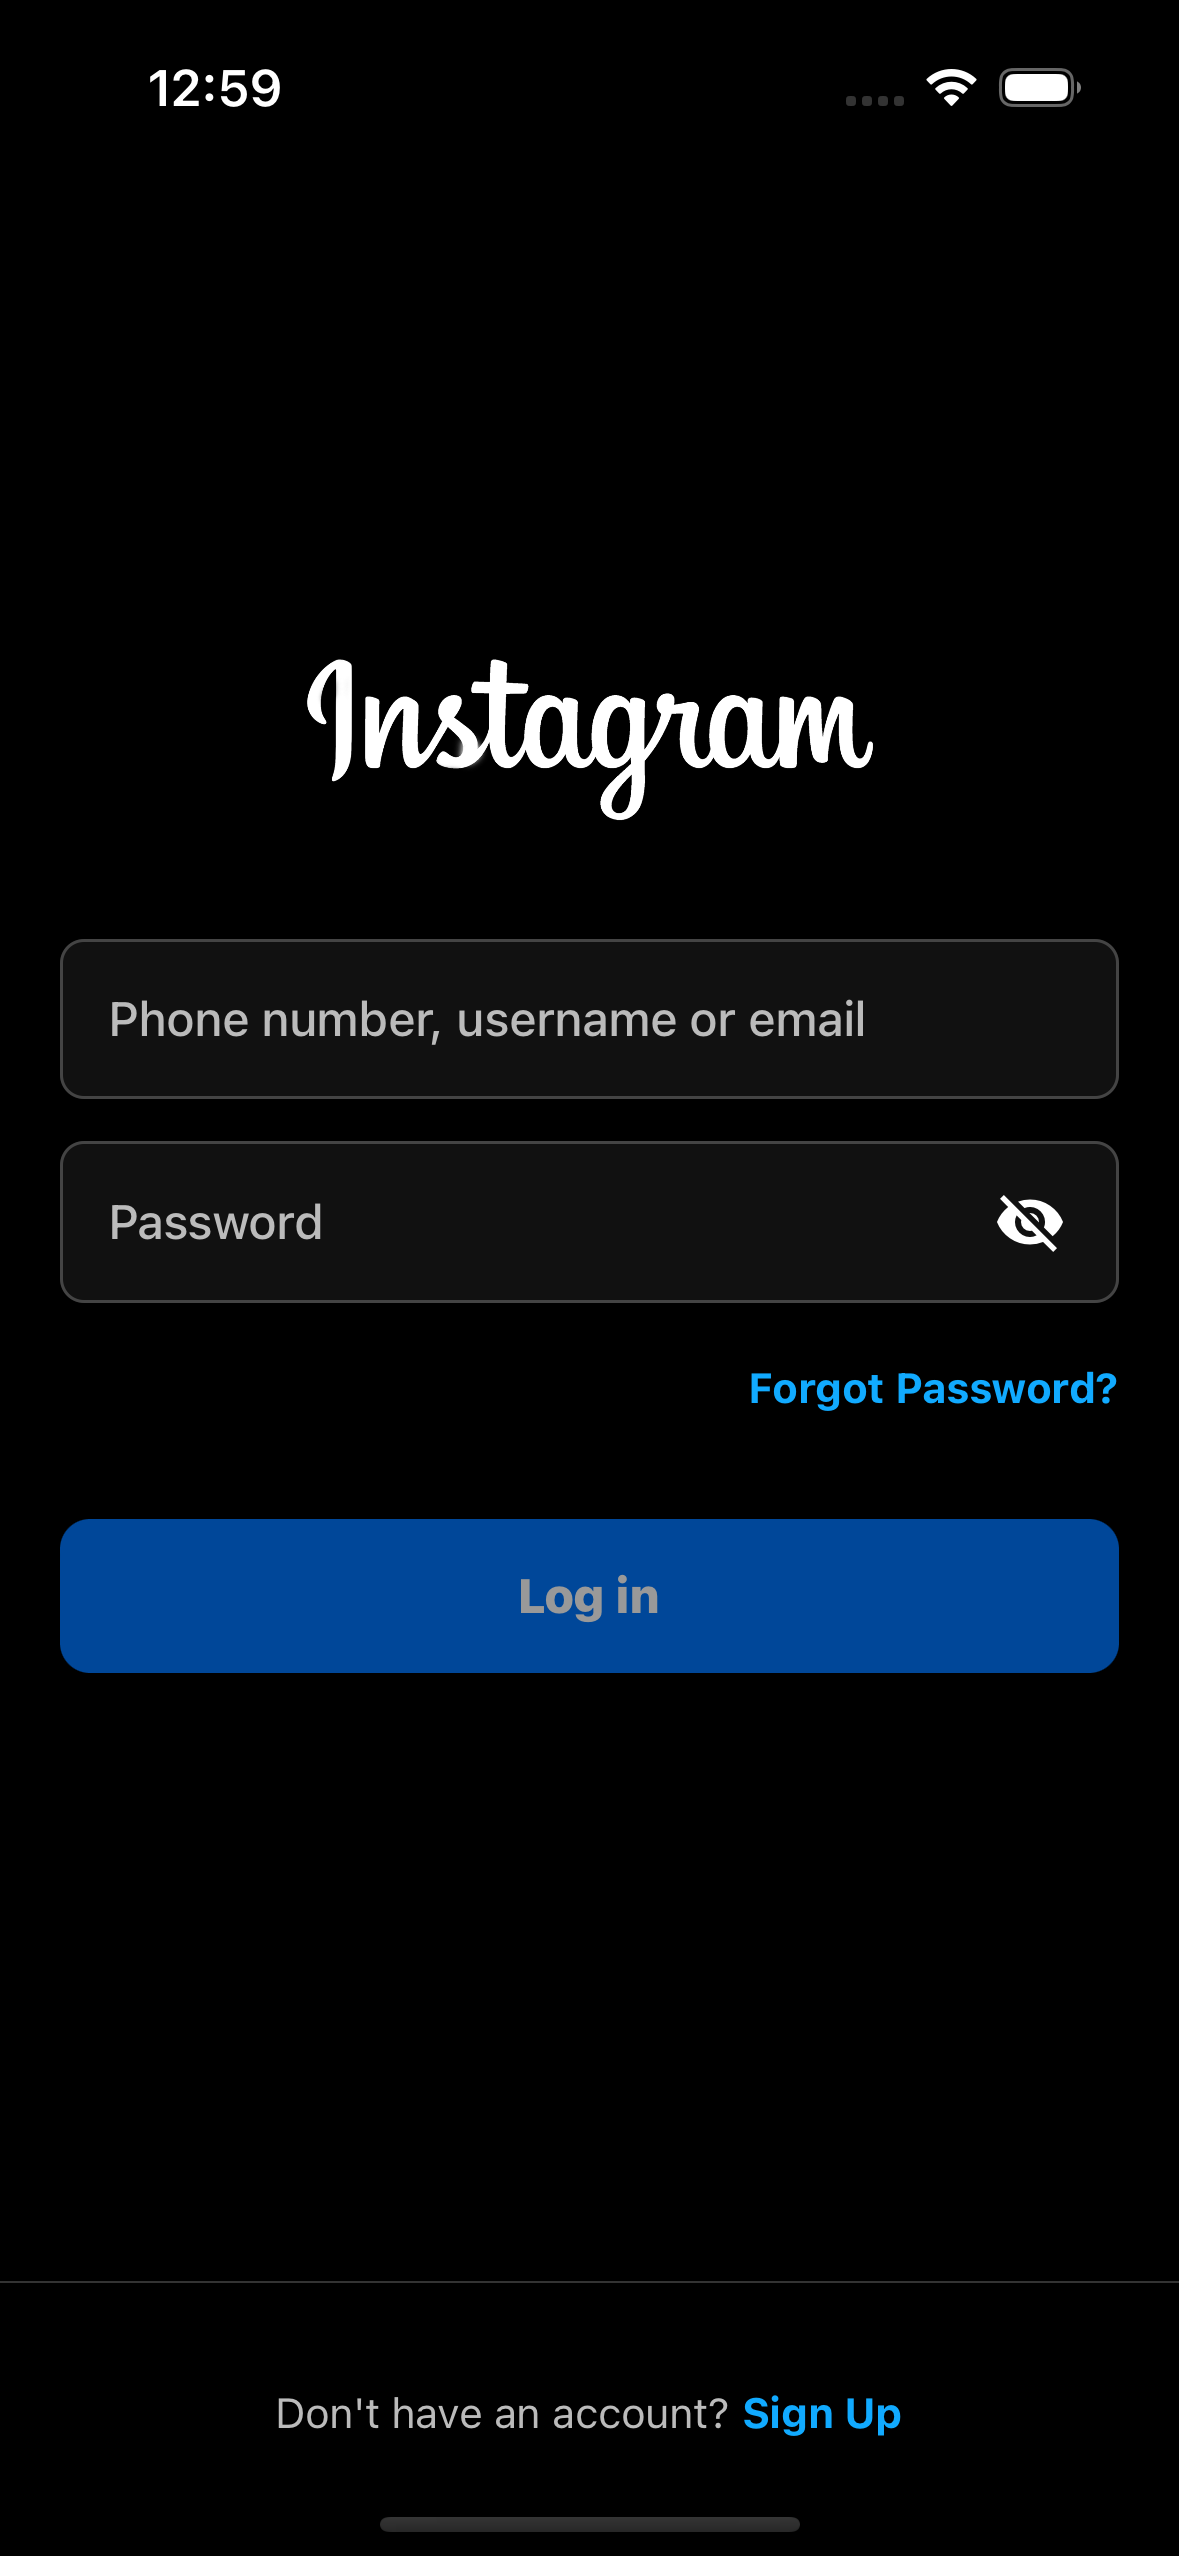 12:59
Instagram
Phone number, username or email
Password
Forgot Password?
Log in
Don't have an account? Sign Up